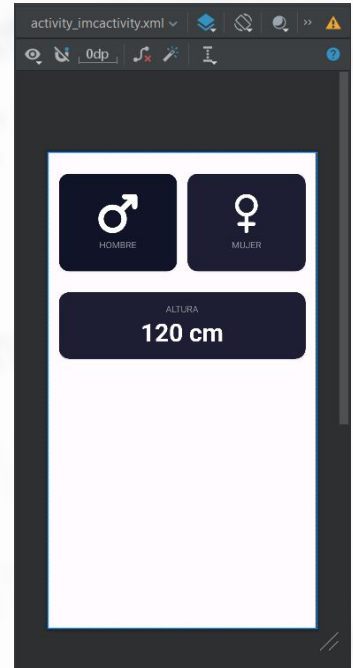 activity_imcactivity.xml
0dp
HOMBRE
MUJER
ALTURA
120 cm